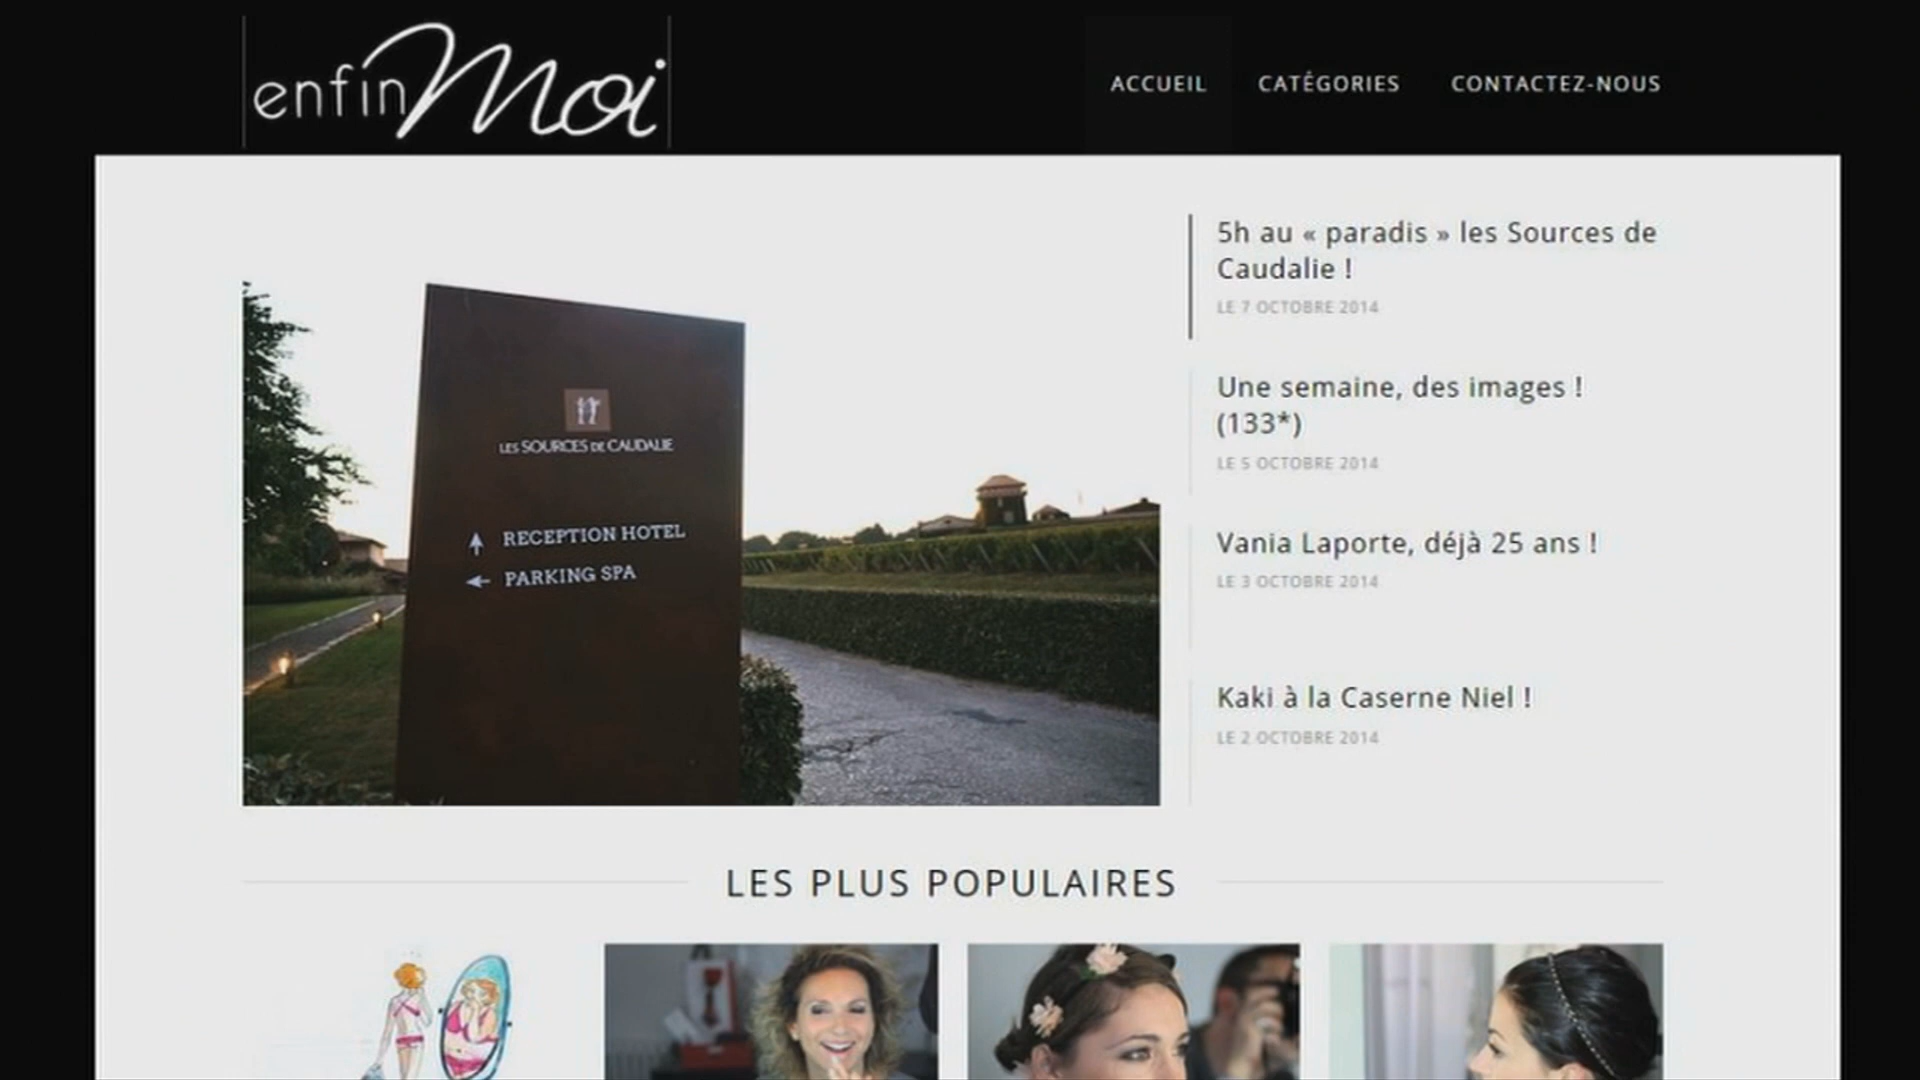 enfin Moi
ACCUEIL
CATÉGORIES
CONTACTEZ-NOUS
5h au « paradis » les Sources de
Caudalie !
LE 7 OCTOBRE 2014
Une semaine, des images !
(133*)
LE 5 OCTOBRE 2014
Vania Laporte, déjà 25 ans !
LE 3 OCTOBRE 2014
Kaki à la Caserne Niel !
LE 2 OCTOBRE 2014
LES SOURCES DE CAUDALIE
RECEPTION HOTEL
PARKING SPA
LES PLUS POPULAIRES